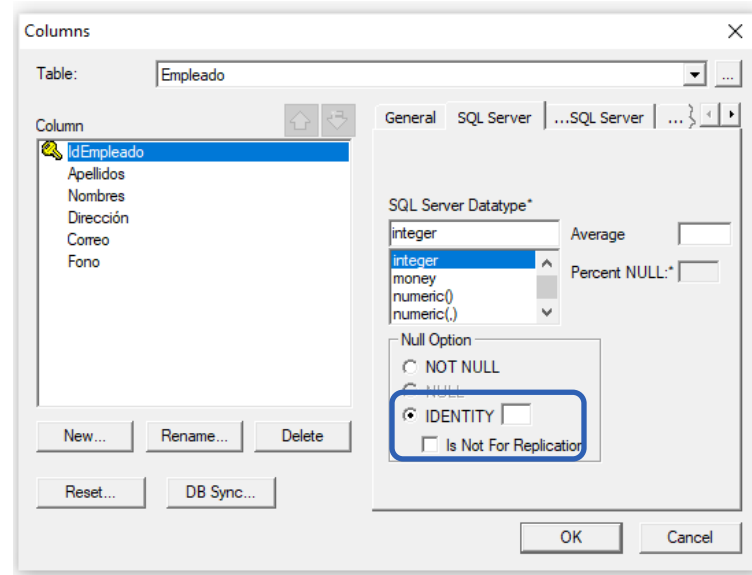 Columns
Table:
Empleado
...
Column
IdEmpleado
Apellidos
Nombres
Dirección
Correo
Fono
New...
Rename...
Delete
Reset...
DB Sync...
General
SQL Server
...SQL Server
...
SQL Server Datatype*
integer
Average
integer
money
numeric()
numeric(,)
Percent NULL:*
Null Option
NOT NULL
NULL
IDENTITY
Is Not For Replication
OK
Cancel